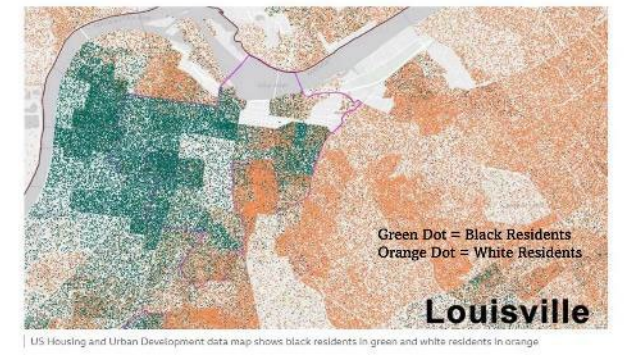 Green Dot = Black Residents
Orange Dot = White Residents
Louisville
US Housing and Urban Development data map shows black residents in green and white residents in orange